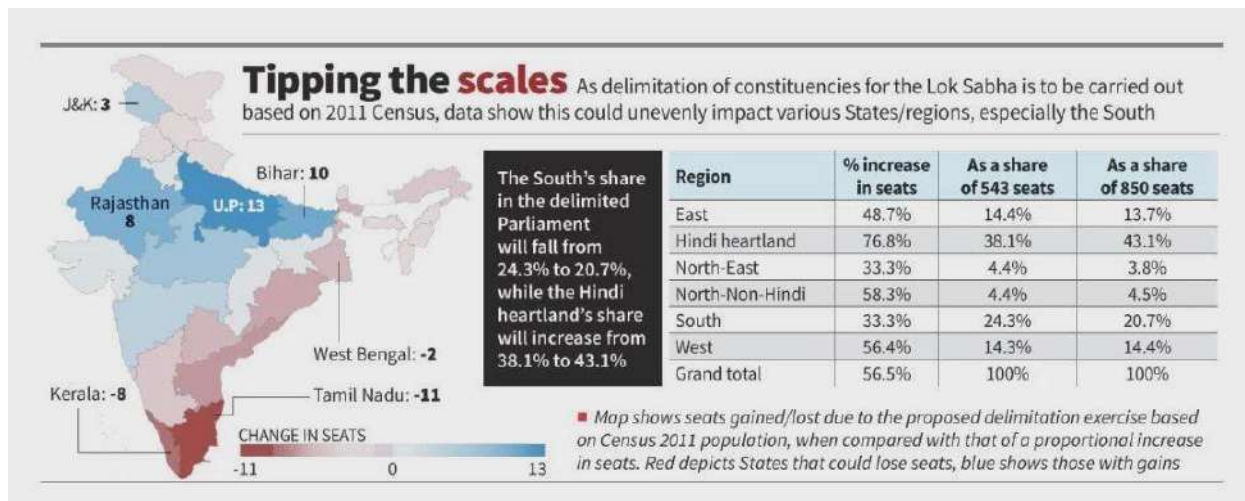 Tipping the scales As delimitation of constituencies for the Lok Sabha is to be carried out
based on 2011 Census, data show this could unevenly impact various States/regions, especially the South
J&K: 3
Bihar: 10
Rajasthan
8
U.P: 13
West Bengal: -2
Kerala: -8
Tamil Nadu: -11
CHANGE IN SEATS
-11 0 13
The South's share
in the delimited
Parliament
will fall from
24.3% to 20.7%,
while the Hindi
heartland's share
will increase from
38.1% to 43.1%
Region % increase in seats As a share of 543 seats As a share of 850 seats
East 48.7% 14.4% 13.7%
Hindi heartland 76.8% 38.1% 43.1%
North-East 33.3% 4.4% 3.8%
North-Non-Hindi 58.3% 4.4% 4.5%
South 33.3% 24.3% 20.7%
West 56.4% 14.3% 14.4%
Grand total 56.5% 100% 100%
■ Map shows seats gained/lost due to the proposed delimitation exercise based
on Census 2011 population, when compared with that of a proportional increase
in seats. Red depicts States that could lose seats, blue shows those with gains